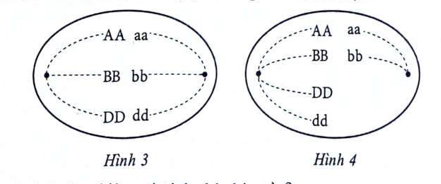 AA aa
BB bb
DD dd
AA aa
BB bb
DD
dd
Hình 3
Hình 4